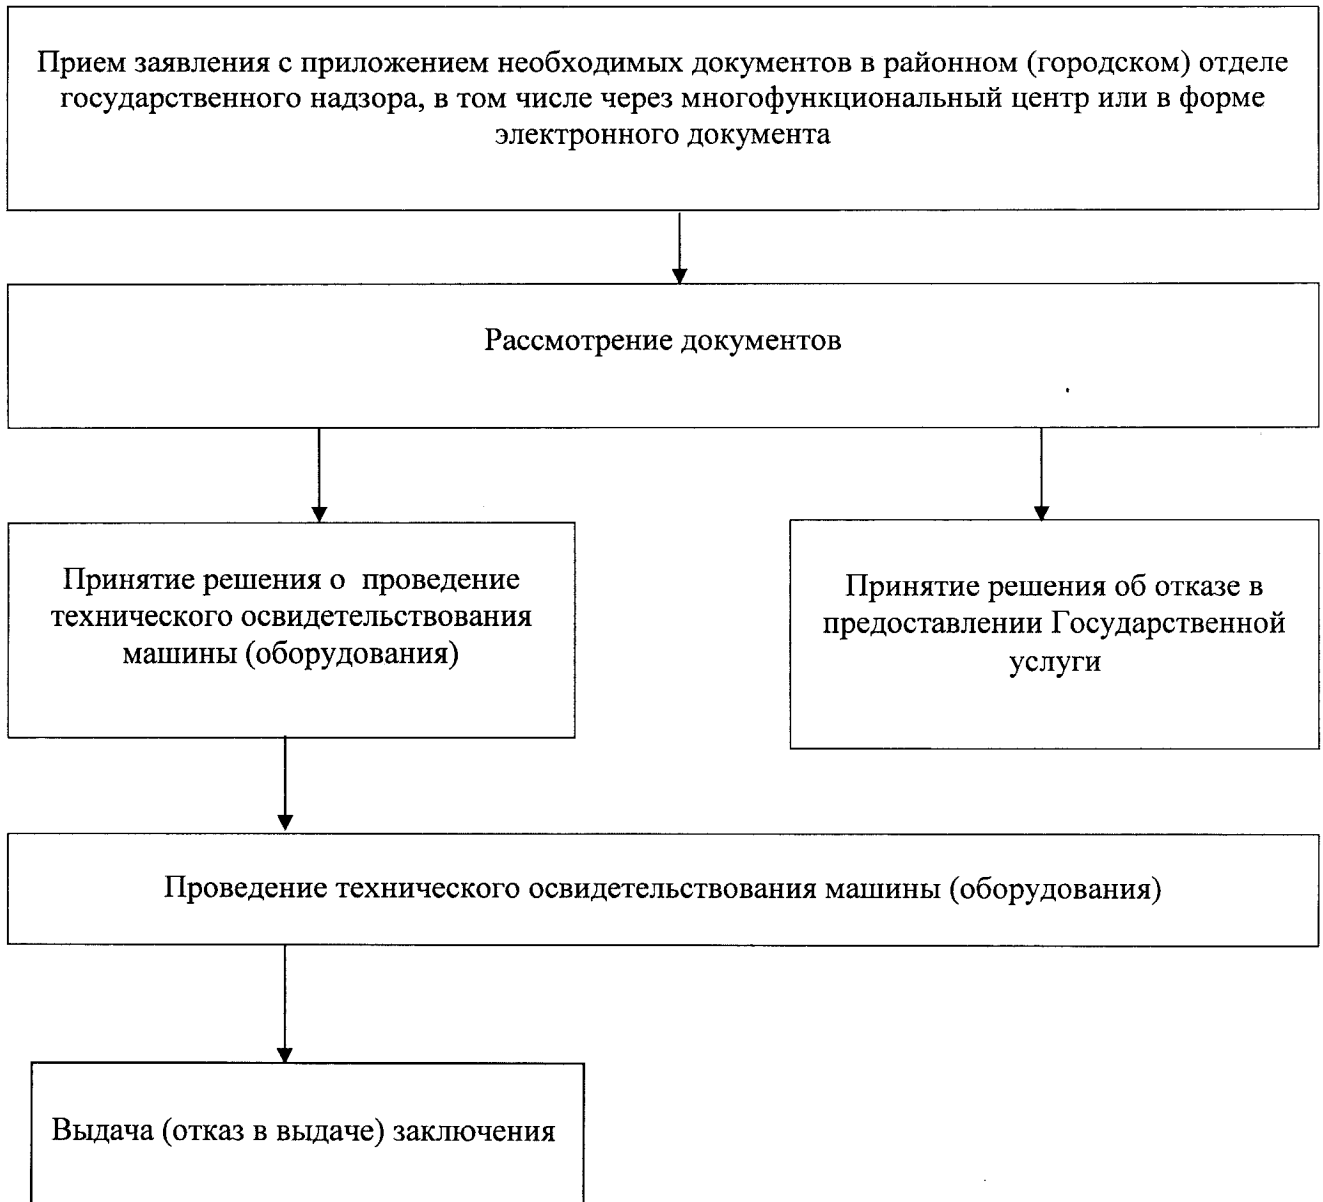 Прием заявления с приложением необходимых документов в районном (городском) отделе
государственного надзора, в том числе через многофункциональный центр или в форме
электронного документа
Рассмотрение документов
Принятие решения о проведение
технического освидетельствования
машины (оборудования)
Принятие решения об отказе в
предоставлении Государственной
услуги
Проведение технического освидетельствования машины (оборудования)
Выдача (отказ в выдаче) заключения